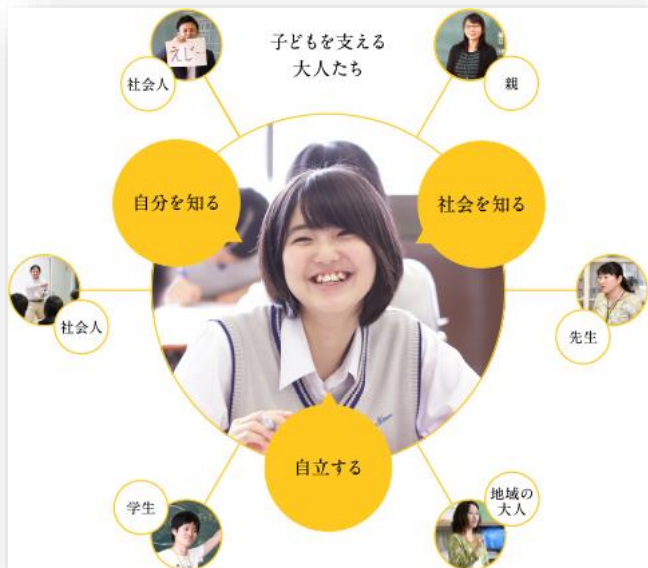 子どもを支える
大人たち
えじ～
社会人
親
自分を知る
社会を知る
社会人
先生
自立する
学生
地域の
大人